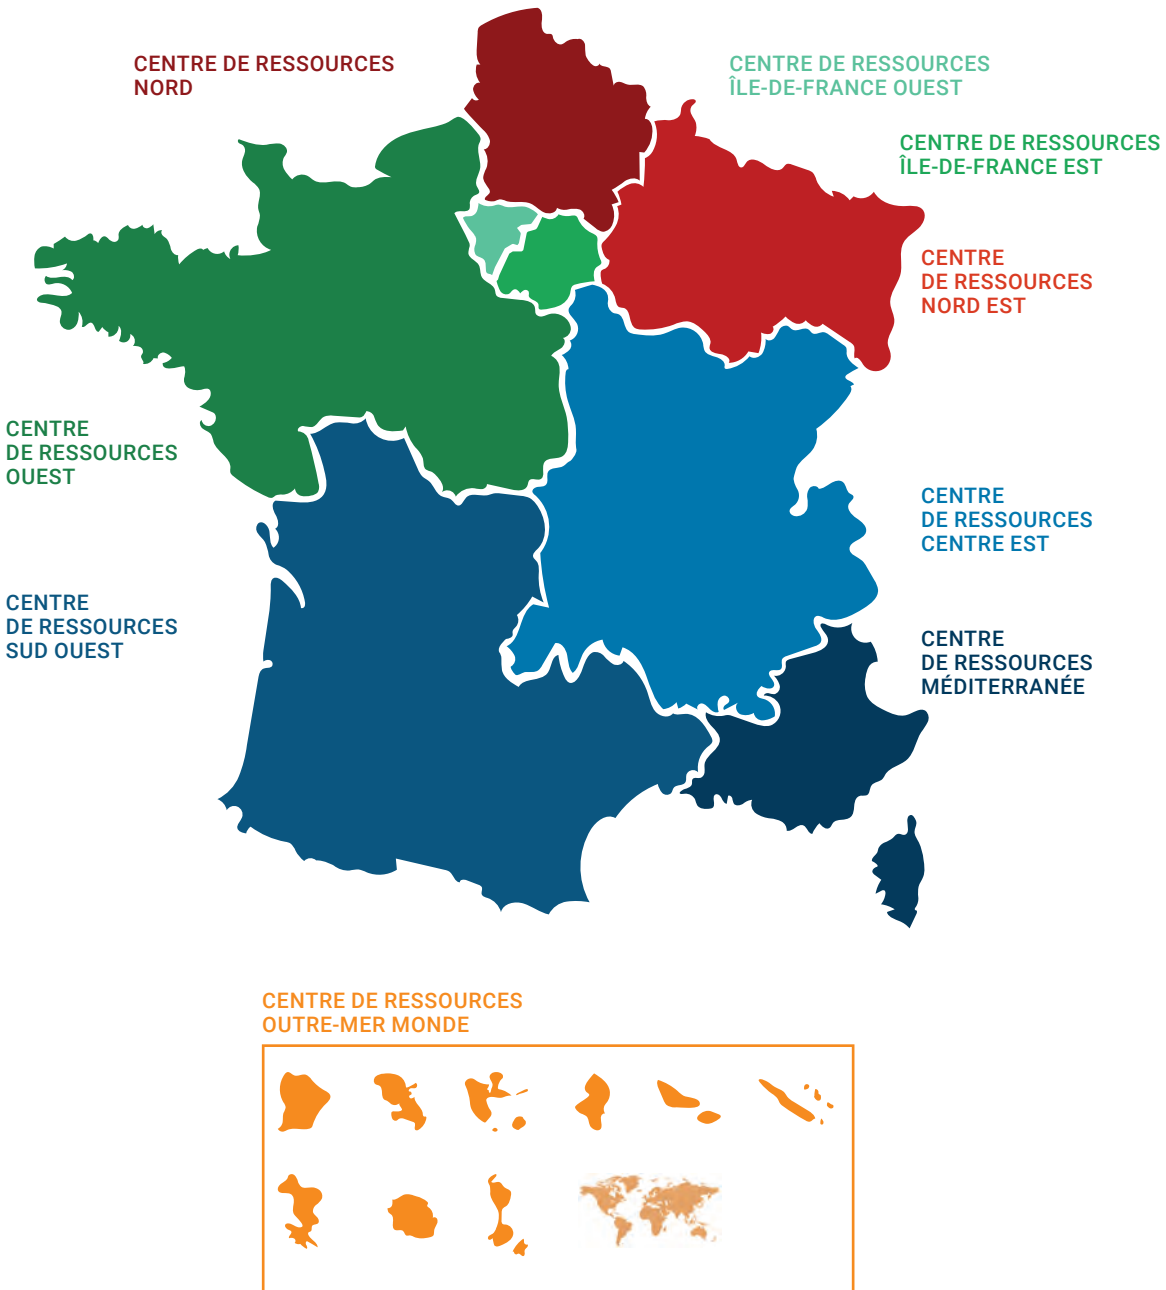 CENTRE DE RESSOURCES
NORD
CENTRE DE RESSOURCES
ÎLE-DE-FRANCE OUEST
CENTRE DE RESSOURCES
ÎLE-DE-FRANCE EST
CENTRE
DE RESSOURCES
NORD EST
CENTRE
DE RESSOURCES
OUEST
CENTRE
DE RESSOURCES
CENTRE EST
CENTRE
DE RESSOURCES
SUD OUEST
CENTRE
DE RESSOURCES
MÉDITERRANÉE
CENTRE DE RESSOURCES
OUTRE-MER MONDE